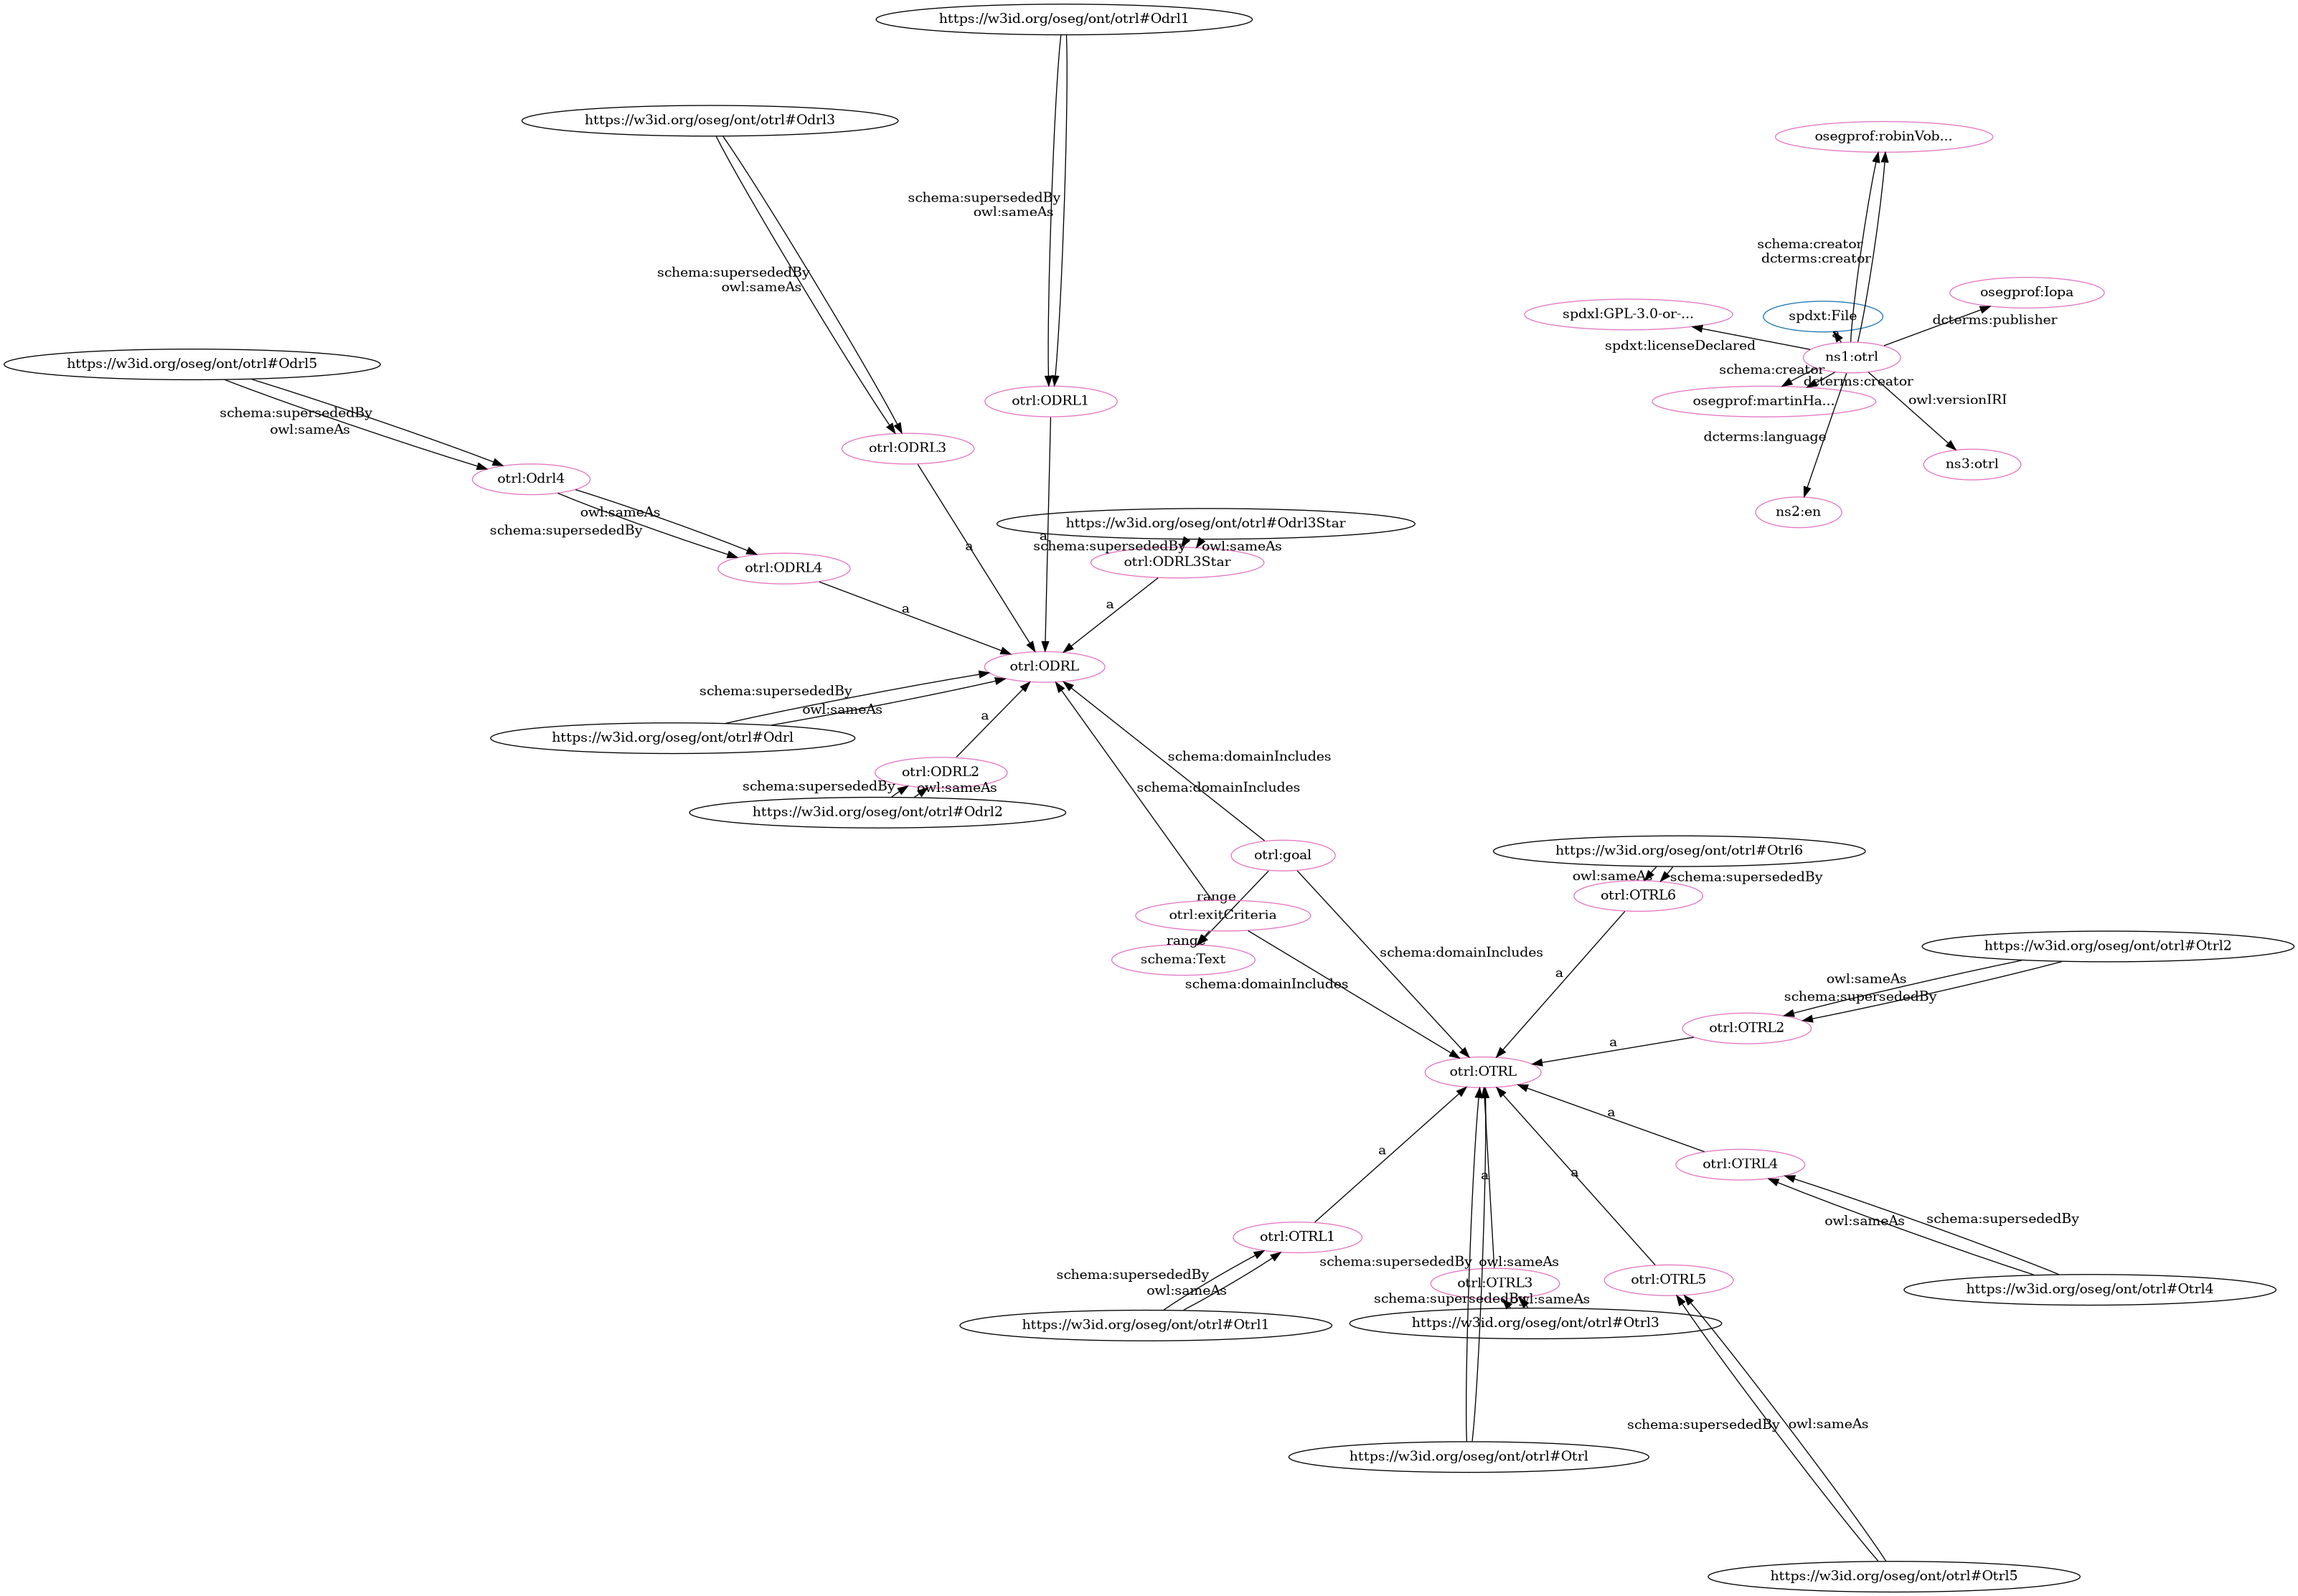 https://w3id.org/oseg/ont/otrl#Odrl1
https://w3id.org/oseg/ont/otrl#Odrl3
osegprof:robinVob...
schema:supersededBy
owl:sameAs
schema:creator
dcterms:creator
schema:supersededBy
owl:sameAs
osegprof:Iopa
spdxl:GPL-3.0-or-...
spdxt:File
dcterms:publisher
a
spdxt:licenseDeclared
ns1:otrl
https://w3id.org/oseg/ont/otrl#Odrl5
schema:creator
dcterms:creator
osegprof:martinHa...
otrl:ODRL1
owl:versionIRI
schema:supersededBy
owl:sameAs
dcterms:language
otrl:ODRL3
ns3:otrl
otrl:Odrl4
owl:sameAs
schema:supersededBy
ns2:en
https://w3id.org/oseg/ont/otrl#Odrl3Star
a
a
schema:supersededBy
owl:sameAs
otrl:ODRL3Star
otrl:ODRL4
a
a
otrl:ODRL
schema:supersededBy
owl:sameAs
a
https://w3id.org/oseg/ont/otrl#Odrl
schema:domainIncludes
otrl:ODRL2
schema:supersededBy
owl:sameAs
schema:domainIncludes
https://w3id.org/oseg/ont/otrl#Odrl2
otrl:goal
https://w3id.org/oseg/ont/otrl#Otrl6
owl:sameAs
schema:supersededBy
range
otrl:OTRL6
otrl:exitCriteria
range
schema:domainIncludes
https://w3id.org/oseg/ont/otrl#Otrl2
schema:Text
a
owl:sameAs
schema:domainIncludes
schema:supersededBy
otrl:OTRL2
a
otrl:OTRL
a
a
otrl:OTRL4
a
a
schema:supersededBy
owl:sameAs
otrl:OTRL1
schema:supersededBy
owl:sameAs
schema:supersededBy
owl:sameAs
otrl:OTRL3
otrl:OTRL5
https://w3id.org/oseg/ont/otrl#Otrl4
schema:supersededBy
owl:sameAs
https://w3id.org/oseg/ont/otrl#Otrl1
https://w3id.org/oseg/ont/otrl#Otrl3
schema:supersededBy
owl:sameAs
https://w3id.org/oseg/ont/otrl#Otrl
https://w3id.org/oseg/ont/otrl#Otrl5